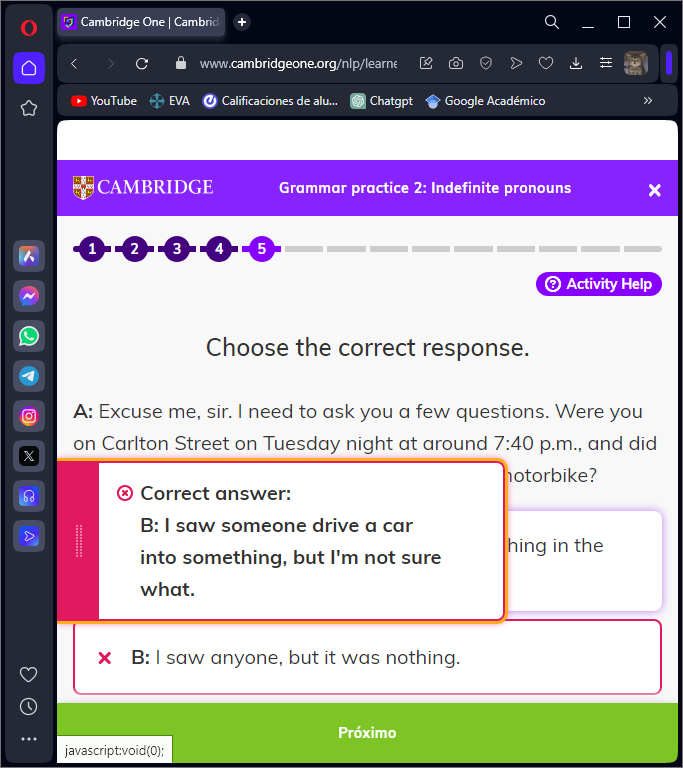 Cambridge One | Cambrid
www.cambridgeone.org/nlp/learne
YouTube
EVA
Calificaciones de alu...
Chatgpt
Google Académico
CAMBRIDGE
Grammar practice 2: Indefinite pronouns
1 2 3 4 5
Activity Help
Choose the correct response.
A: Excuse me, sir. I need to ask you a few questions. Were you
on Carlton Street on Tuesday night at around 7:40 p.m., and did
notorbike?
Correct answer:
B: I saw someone drive a car
into something, but I'm not sure
what.
hing in the
B: I saw anyone, but it was nothing.
Próximo
javascript:void(0);